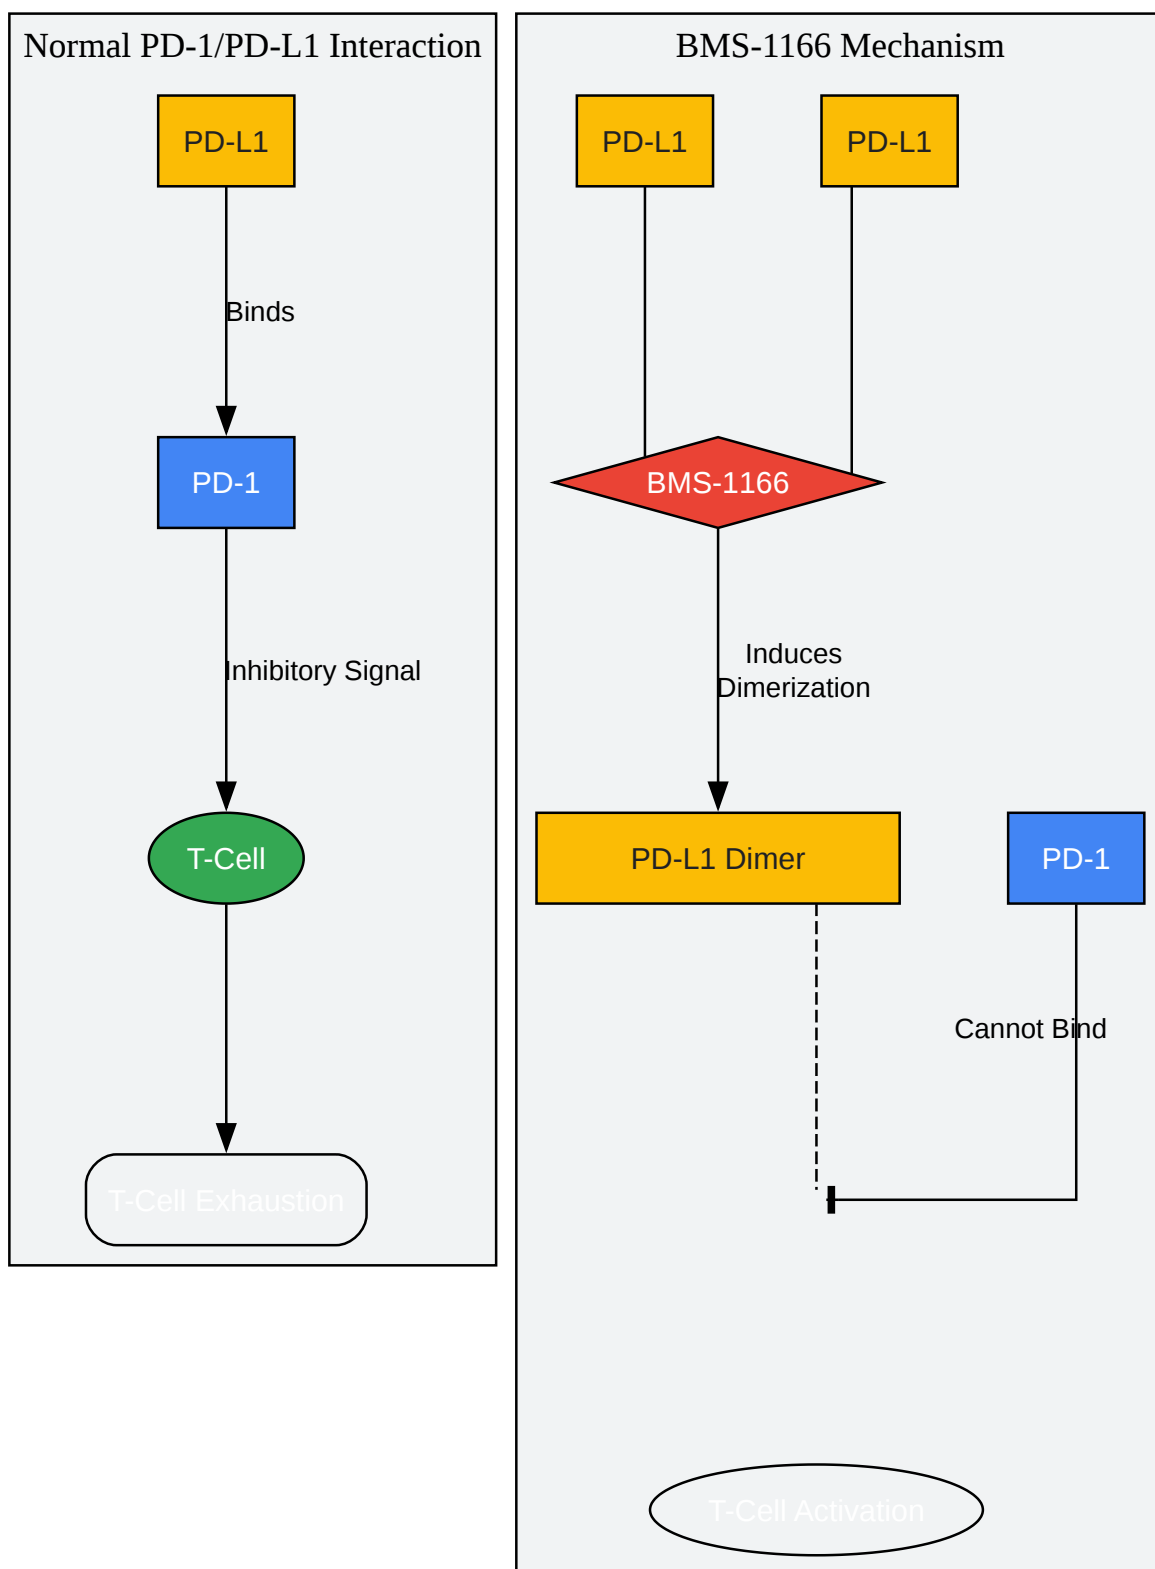 Normal PD-1/PD-L1 Interaction
PD-L1
Binds
PD-1
Inhibitory Signal
T-Cell
T-Cell Exhaustion
BMS-1166 Mechanism
PD-L1
PD-L1
BMS-1166
Induces
Dimerization
PD-L1 Dimer
PD-1
Cannot Bind
T-Cell Activation